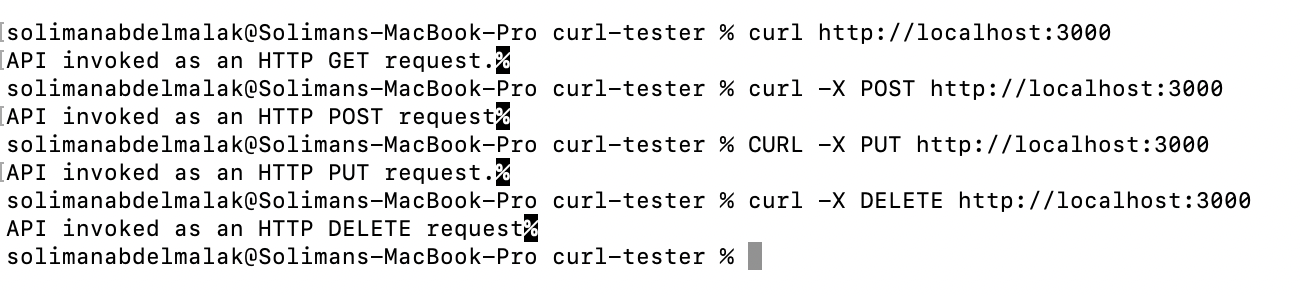 solimanabdelmalak@Solimans-MacBook-Pro curl-tester % curl http://localhost:3000
API invoked as an HTTP GET request.%
solimanabdelmalak@Solimans-MacBook-Pro curl-tester % curl -X POST http://localhost:3000
API invoked as an HTTP POST request%
solimanabdelmalak@Solimans-MacBook-Pro curl-tester % CURL -X PUT http://localhost:3000
API invoked as an HTTP PUT request.%
solimanabdelmalak@Solimans-MacBook-Pro curl-tester % curl -X DELETE http://localhost:3000
API invoked as an HTTP DELETE request%
solimanabdelmalak@Solimans-MacBook-Pro curl-tester %